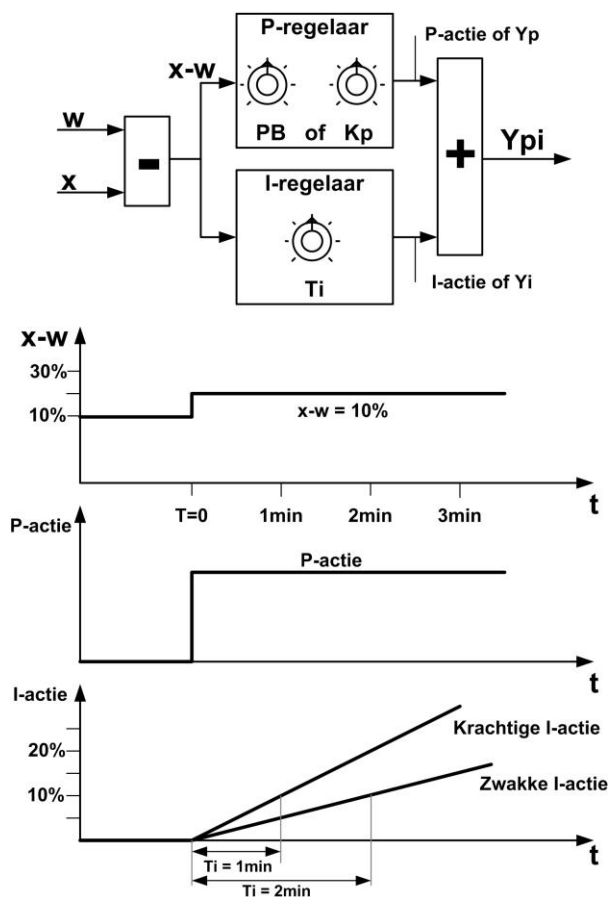 P-regelaar
P-actie of Yp
x-w
w
PB of Kp
-
+
Ypi
x
I-regelaar
Ti
I-actie of Yi
x-w
30%
10%
x-w = 10%
T=0 1min 2min 3min
t
P-actie
P-actie
t
I-actie
Krachtige I-actie
20%
Zwakke I-actie
10%
Ti = 1min
t
Ti = 2min